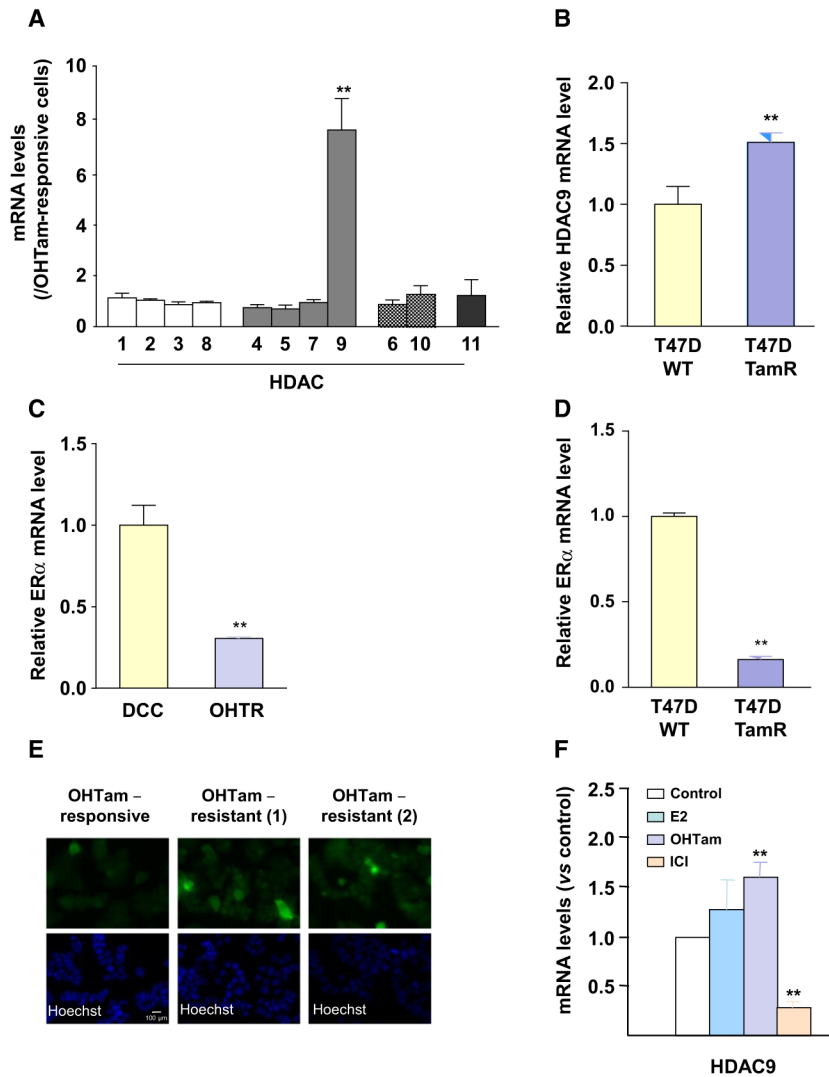 A
mRNA levels
(/OHTam-responsive cells)
10
8
6
4
2
0
**
1 2 3 8 4 5 7 9 6 10 11
HDAC
B
Relative HDAC9 mRNA level
2.0
1.5
1.0
0.5
0.0
**
T47D T47D
WT TamR
C
Relative ERα mRNA level
1.5
1.0
0.5
0.0
**
DCC OHTR
D
Relative ERα mRNA level
1.5
1.0
0.5
0.0
**
T47D T47D
WT TamR
E
OHTam – OHTam – OHTam –
responsive resistant (1) resistant (2)
Hoechst Hoechst Hoechst
100 µm
F
mRNA levels (vs control)
2.5
2.0
1.5
1.0
0.5
Control
E2
OHTam
ICI
**
**
HDAC9